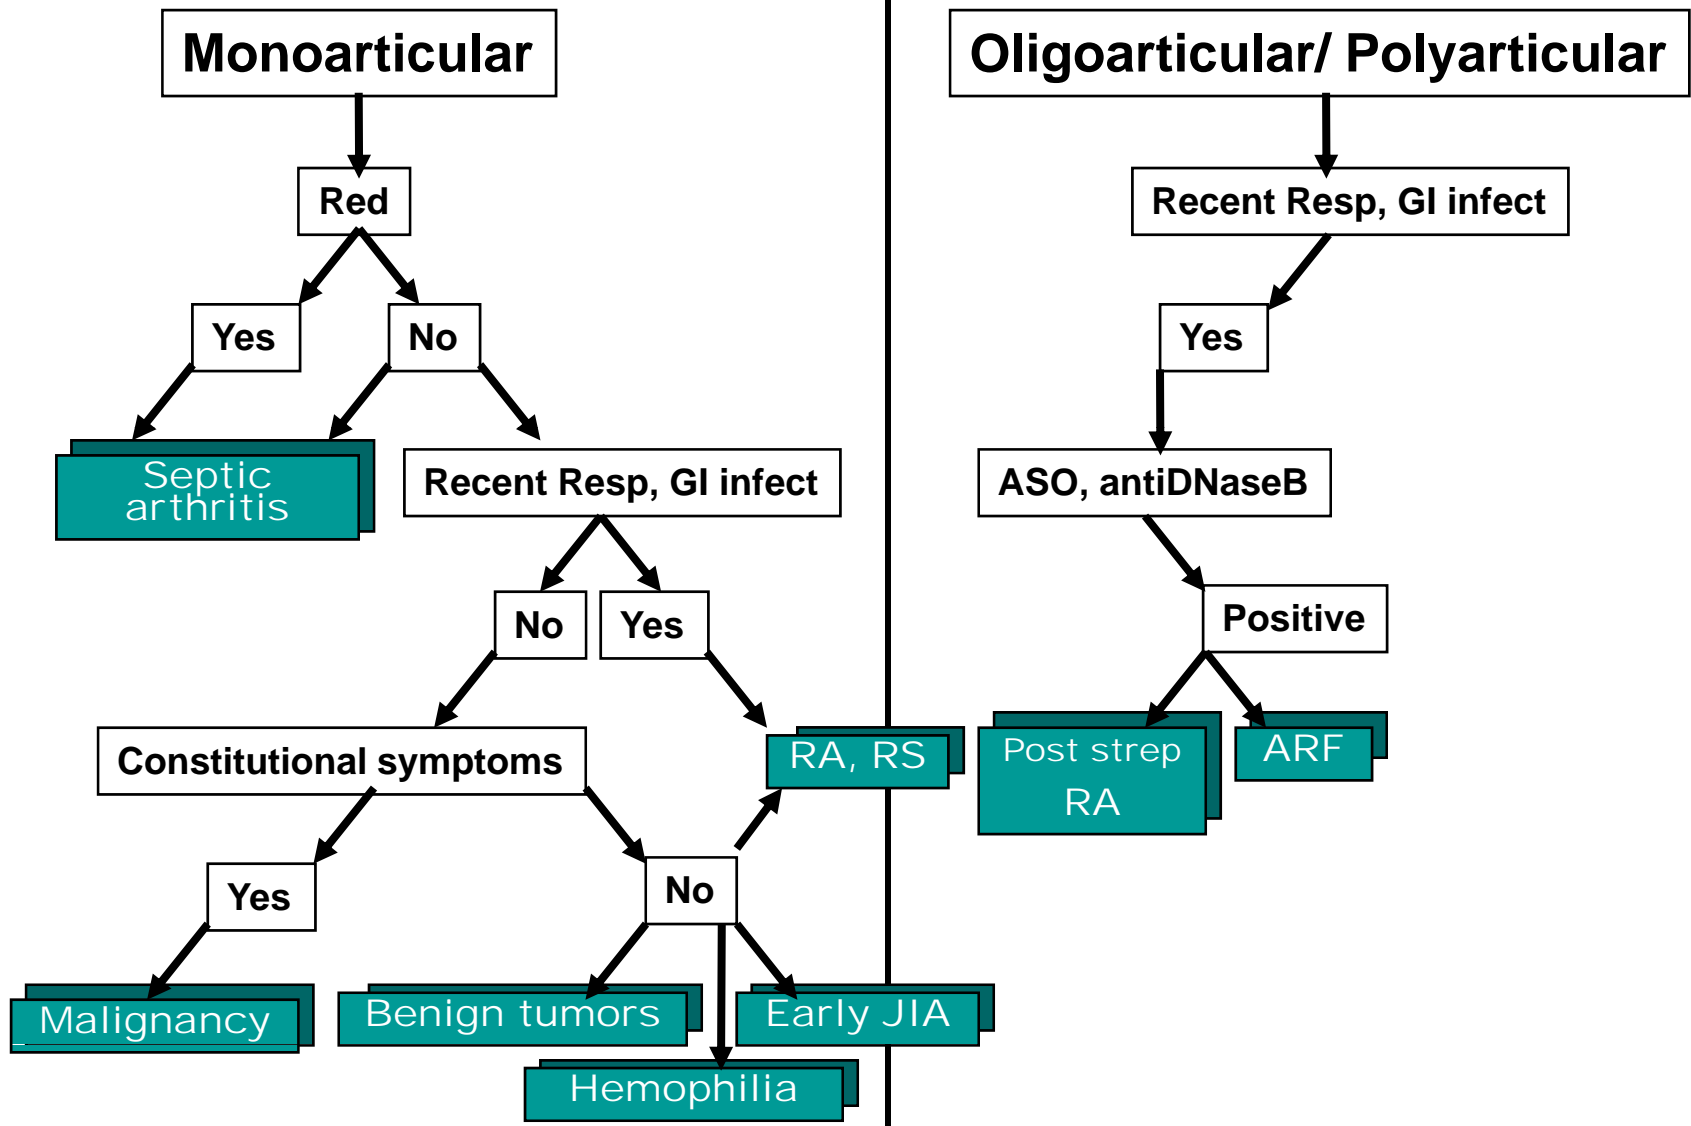 Monoarticular
Red
Yes
No
Septic
arthritis
Recent Resp, GI infect
No
Yes
Constitutional symptoms
RA, RS
Yes
No
Malignancy
Benign tumors
Early JIA
Hemophilia
Oligoarticular/ Polyarticular
Recent Resp, GI infect
Yes
ASO, antiDNaseB
Positive
Post strep
RA
ARF